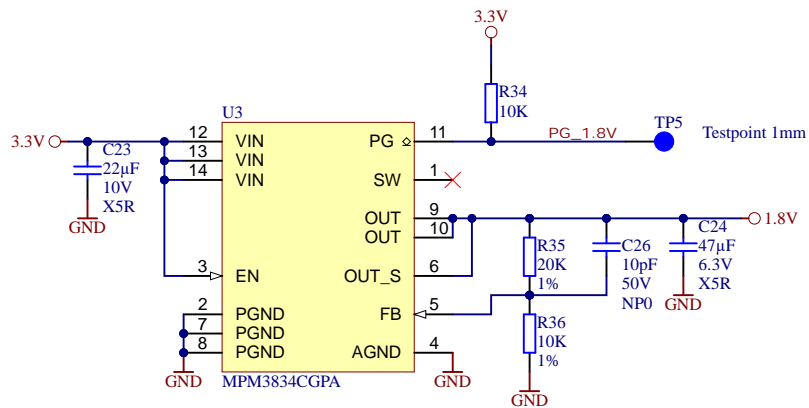 3.3V
R34
10K
U3
TP5
Testpoint 1mm
PG_1.8V
3.3V
12 VIN
13 VIN
14 VIN
PG 11
C23
22µF
10V
X5R
GND
SW 1
OUT 9
OUT 10
1.8V
3 EN
OUT_S 6
R35
20K
1%
C26
10pF
50V
NP0
C24
47µF
6.3V
X5R
GND
2 PGND
7 PGND
8 PGND
FB 5
AGND 4
R36
10K
1%
GND
MPM3834CGPA
GND
GND